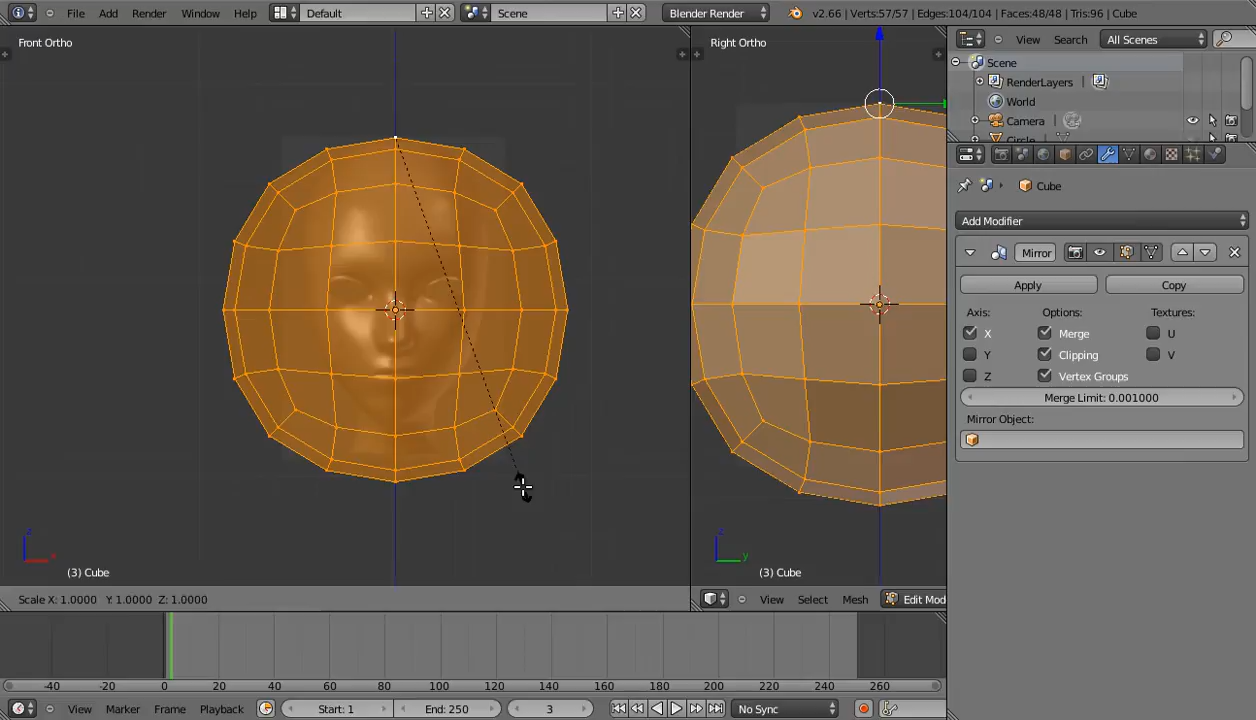 File Add Render Window Help Default Scene Blender Render v2.66 | Verts:57/57 | Edges:104/104 | Faces:48/48 | Tris:96 | Cube
Front Ortho
Right Ortho
View Search All Scenes
Scene
RenderLayers |
World
Camera |
Circle
Cube
Add Modifier
Mirror
Apply Copy
Axis: Options: Textures:
X Merge U
Y Clipping V
Z Vertex Groups
Merge Limit: 0.001000
Mirror Object:
z
x
(3) Cube
z
y
(3) Cube
Scale X: 1.0000 Y: 1.0000 Z: 1.0000
View Select Mesh Edit Mod
-40 -20 0 20 40 60 80 100 120 140 160 180 200 220 240 260
View Marker Frame Playback Start: 1 End: 250 3 No Sync